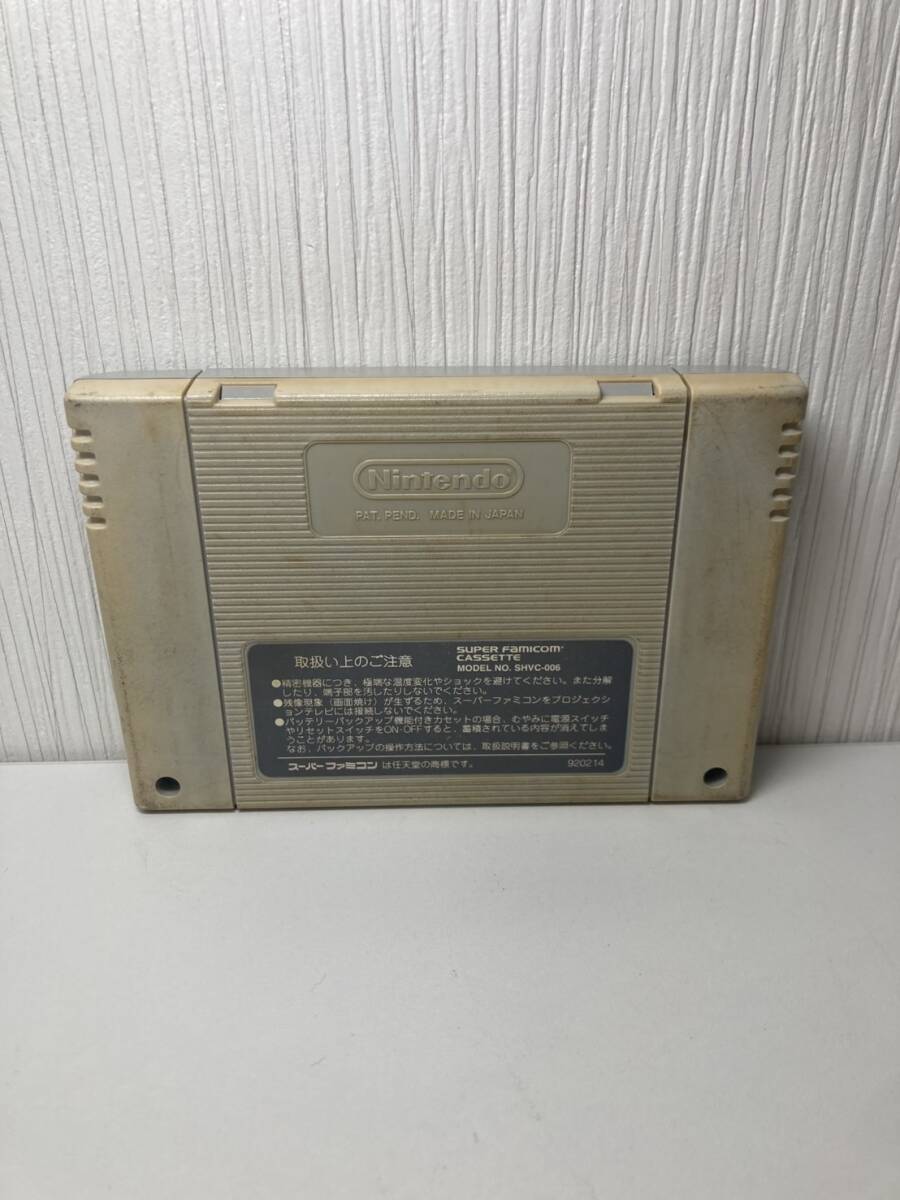 Nintendo
PAT. PEND. MADE IN JAPAN
取扱い上のご注意
SUPER FAMICOM
CASSETTE
MODEL NO. SHVC-006
●精密機器につき、極端な温度変化やショックを避けてください。また分解
したり、端子部を汚したりしないでください。
●残像現象（画面焼け）が生ずるため、スーパーファミコンをプロジェクシ
ョンテレビには接続しないでください。
●バッテリーバックアップ機能付きカセットの場合、むやみに電源スイッチ
やリセットスイッチをON・OFFすると、蓄積されている内容が消えてしま
うことがあります。
なお、バックアップの操作方法については、取扱説明書をご参照ください。
スーパーファミコンは任天堂の商標です。
920214